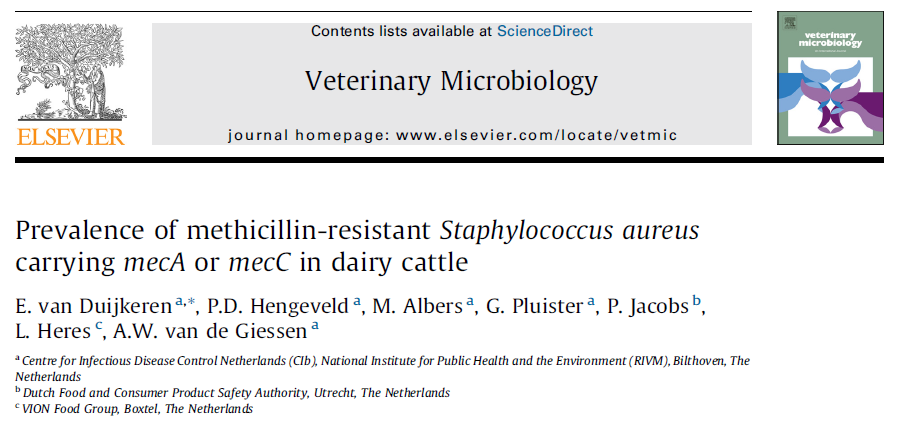 Contents lists available at ScienceDirect
Veterinary Microbiology
journal homepage: www.elsevier.com/locate/vetmic
ELSEVIER
veterinary
microbiology
Prevalence of methicillin-resistant Staphylococcus aureus
carrying mecA or mecC in dairy cattle
E. van Duijkeren a,*, P.D. Hengeveld a, M. Albers a, G. Pluister a, P. Jacobs b,
L. Heres c, A.W. van de Giessen a
a Centre for Infectious Disease Control Netherlands (CIb), National Institute for Public Health and the Environment (RIVM), Bilthoven, The
Netherlands
b Dutch Food and Consumer Product Safety Authority, Utrecht, The Netherlands
c VION Food Group, Boxtel, The Netherlands